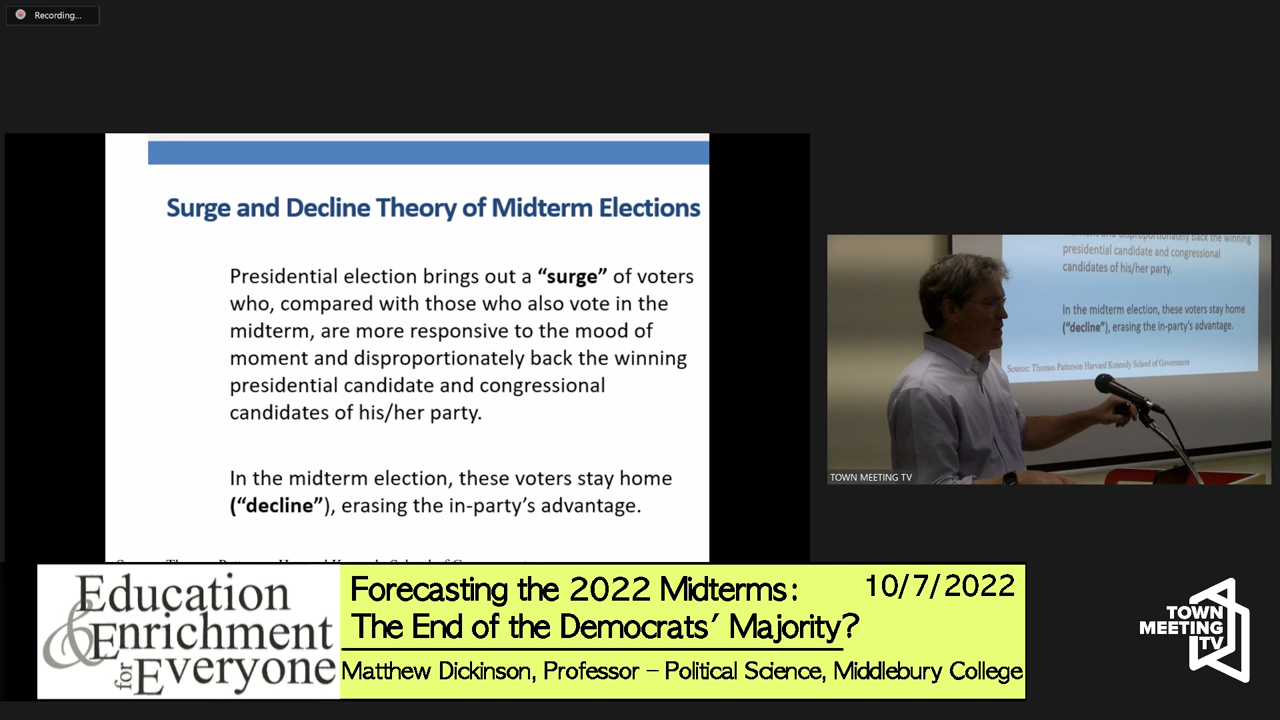 Recording...
Surge and Decline Theory of Midterm Elections
Presidential election brings out a “surge” of voters
who, compared with those who also vote in the
midterm, are more responsive to the mood of
moment and disproportionately back the winning
presidential candidate and congressional
candidates of his/her party.
In the midterm election, these voters stay home
(“decline”), erasing the in-party’s advantage.
moment and disproportionately back the winning
presidential candidate and congressional
candidates of his/her party.
In the midterm election, these voters stay home
(“decline”), erasing the in-party’s advantage.
Source: Thomas Patterson Harvard Kennedy School of Government
TOWN MEETING TV
Education
& Enrichment
for Everyone
Forecasting the 2022 Midterms: 10/7/2022
The End of the Democrats’ Majority?
Matthew Dickinson, Professor – Political Science, Middlebury College
TOWN
MEETING
TV